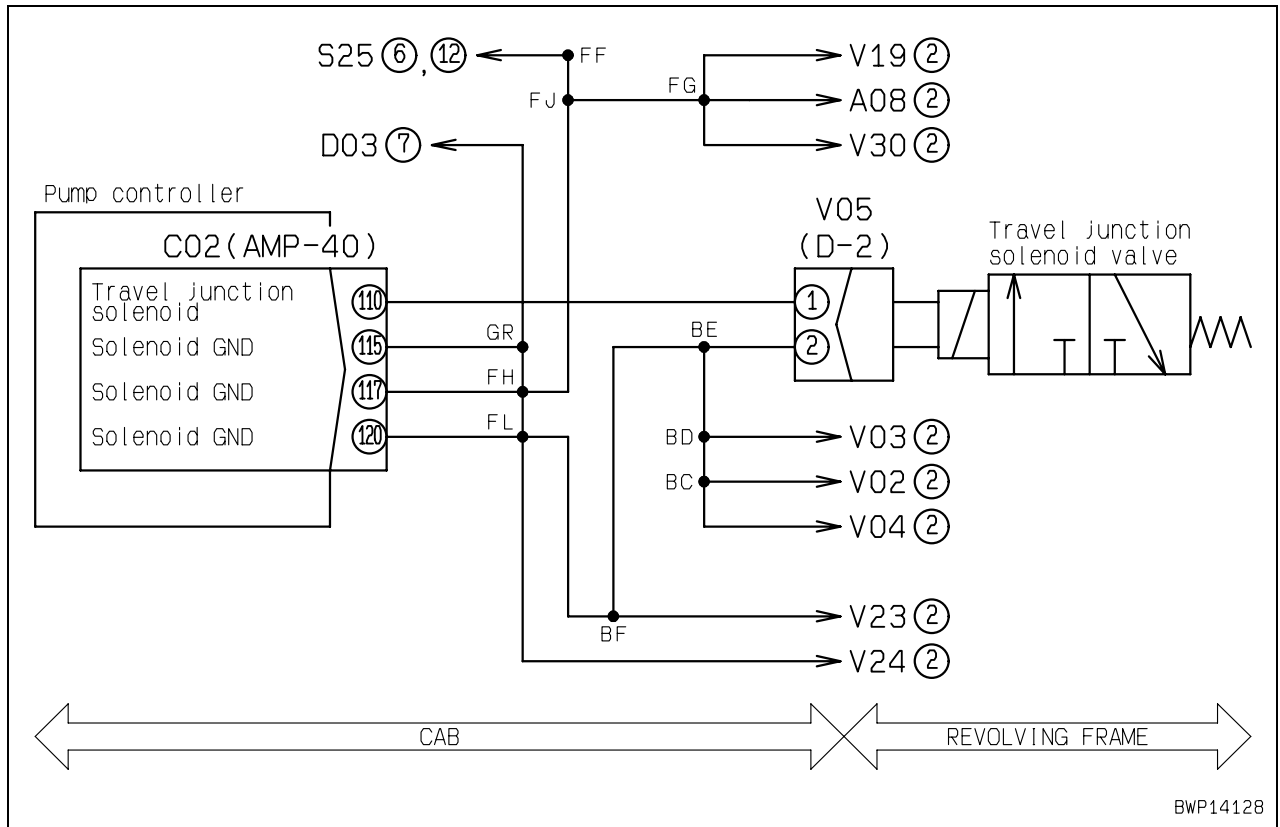 S25 ⑥,⑫
FF
V19 ②
FJ
FG
A08 ②
D03 ⑦
V30 ②
Pump controller
C02(AMP-40)
V05
(D-2)
Travel junction
solenoid valve
Travel junction
solenoid
110
1
Solenoid GND
115
GR
BE
2
Solenoid GND
117
FH
Solenoid GND
120
FL
BD
V03 ②
BC
V02 ②
V04 ②
V23 ②
BF
V24 ②
CAB
REVOLVING FRAME
BWP14128